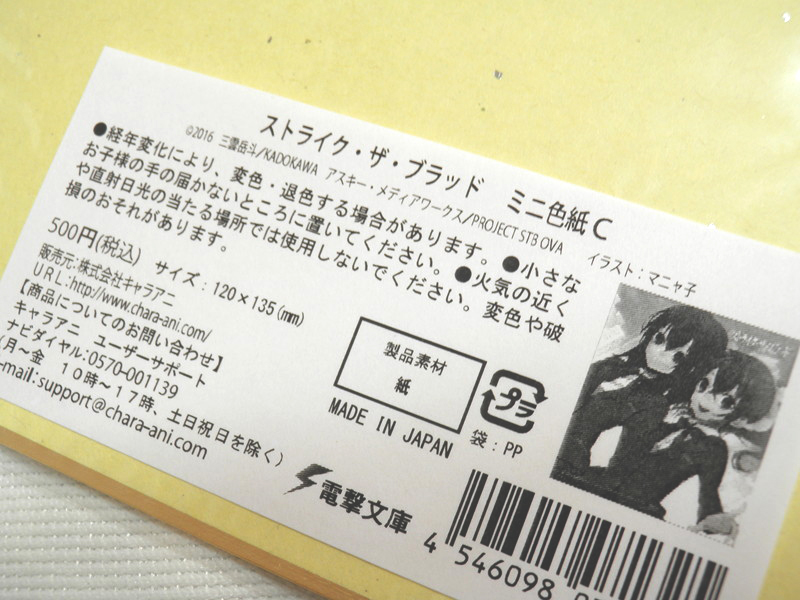 ストライク・ザ・ブラッド ミニ色紙C
©2016 三雲岳斗/KADOKAWA アスキー・メディアワークス/PROJECT STB OVA イラスト:マニャ子
●経年変化により、変色・退色する場合があります。●小さな
お子様の手の届かないところに置いてください。●火気の近く
や直射日光の当たる場所では使用しないでください。変色や破
損のおそれがあります。
500円(税込) サイズ:120×135(mm)
販売元:株式会社キャラアニ
URL:http://www.chara-ani.com/
【商品についてのお問い合わせ】
キャラアニ ユーザーサポート
ナビダイヤル:0570-001139
(月〜金 10時〜17時、土日祝日を除く)
-mail:support@chara-ani.com
製品素材
紙
MADE IN JAPAN
プラ
袋:PP
電撃文庫
4 546098 0